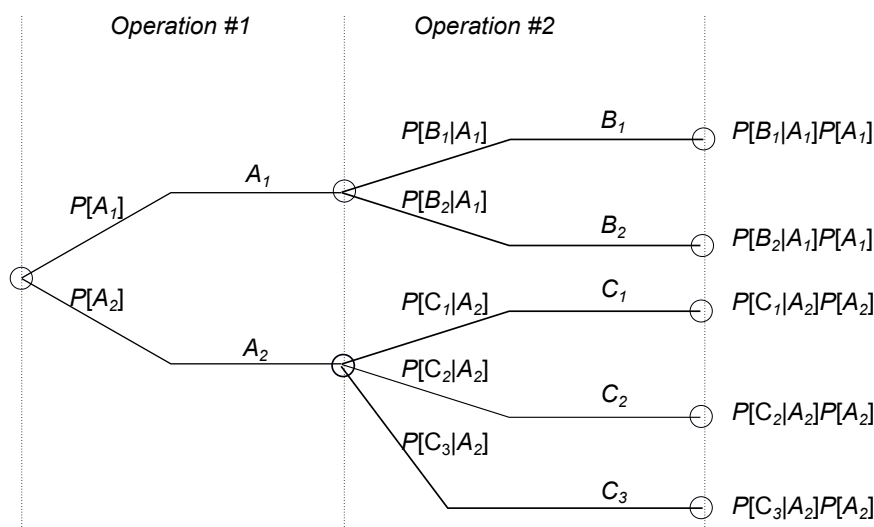 Operation #1 Operation #2
P[B₁|A₁] B₁ P[B₁|A₁]P[A₁]
A₁
P[A₁] P[B₂|A₁]
B₂ P[B₂|A₁]P[A₁]
P[A₂] P[C₁|A₂] C₁ P[C₁|A₂]P[A₂]
A₂
P[C₂|A₂]
C₂ P[C₂|A₂]P[A₂]
P[C₃|A₂]
C₃ P[C₃|A₂]P[A₂]